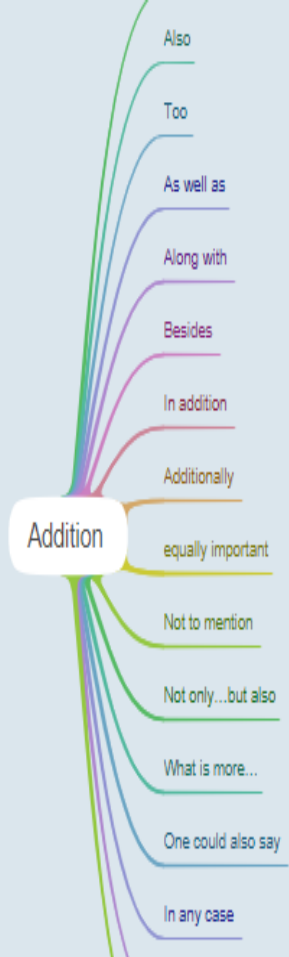 Also
Too
As well as
Along with
Besides
In addition
Additionally
Addition
equally important
Not to mention
Not only...but also
What is more...
One could also say
In any case